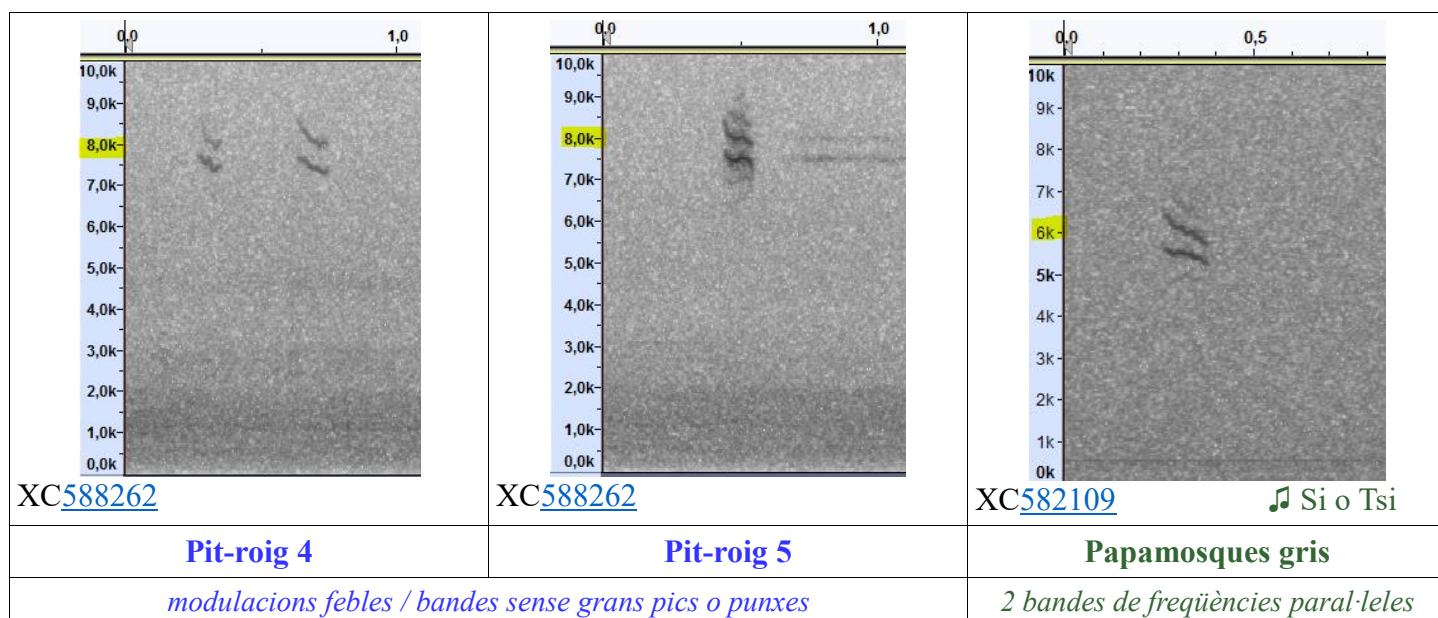 0,0 1,0
10,0k
9,0k
8,0k
7,0k
6,0k
5,0k
4,0k
3,0k
2,0k
1,0k
0,0k
XC588262
0,0 1,0
10,0k
9,0k
8,0k
7,0k
6,0k
5,0k
4,0k
3,0k
2,0k
1,0k
0,0k
XC588262
0,0 0,5
10k
9k
8k
7k
6k
5k
4k
3k
2k
1k
0k
XC582109 ♫ Si o Tsi
Pit-roig 4
Pit-roig 5
Papamosques gris
modulacions febles / bandes sense grans pics o punxes
2 bandes de freqüències paral·leles